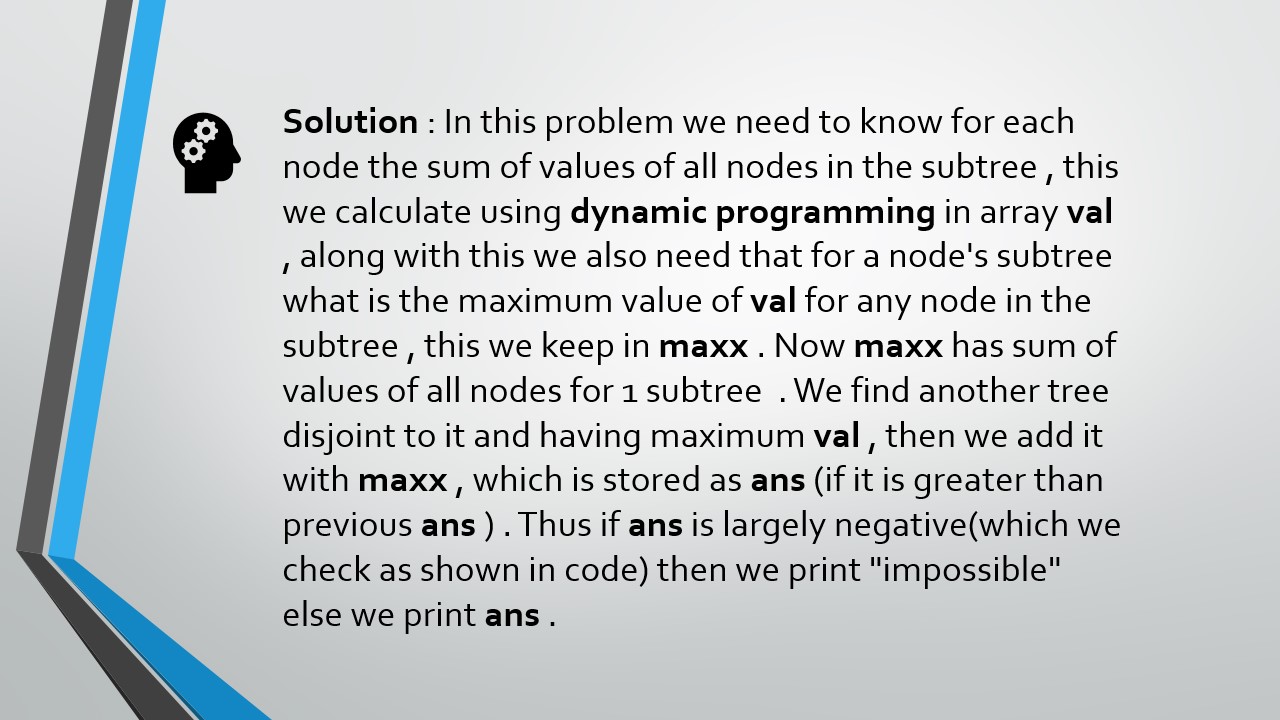 Solution : In this problem we need to know for each
node the sum of values of all nodes in the subtree , this
we calculate using dynamic programming in array val
, along with this we also need that for a node's subtree
what is the maximum value of val for any node in the
subtree , this we keep in maxx . Now maxx has sum of
values of all nodes for 1 subtree  . We find another tree
disjoint to it and having maximum val , then we add it
with maxx , which is stored as ans (if it is greater than
previous ans ) . Thus if ans is largely negative(which we
check as shown in code) then we print "impossible"
else we print ans .